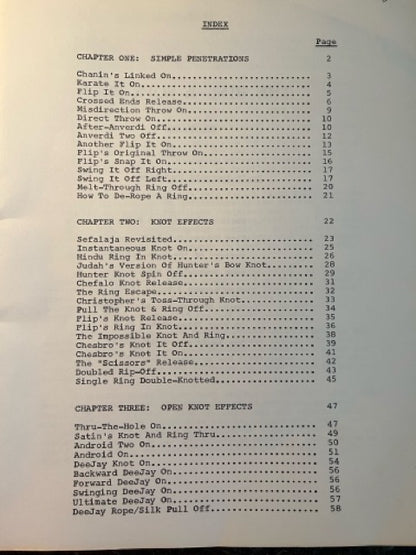 INDEX
Page
CHAPTER ONE: SIMPLE PENETRATIONS 2
Chanin's Linked On 3
Karate It On 4
Flip It On 5
Crossed Ends Release 6
Misdirection Throw On 9
Direct Throw On 10
After-Anverdi Off 10
Anverdi Two Off 12
Another Flip It On 13
Flip's Original Throw On 15
Flip's Snap It On 16
Swing It Off Right 17
Swing It Off Left 17
Melt-Through Ring Off 20
How To De-Rope A Ring 21
CHAPTER TWO: KNOT EFFECTS 22
Sefalaja Revisited 23
Instantaneous Knot On 25
Hindu Ring In Knot 26
Judah's Version Of Hunter's Bow Knot 28
Hunter Knot Spin Off 29
Chefalo Knot Release 31
The Ring Escape 32
Christopher's Toss-Through Knot 33
Pull The Knot & Ring Off 34
Flip's Knot Release 35
Flip's Ring In Knot 36
The Impossible Knot And Ring 38
Chesbro's Knot It Off 39
Chesbro's Knot It On 41
The "Scissors" Release 42
Doubled Rip-Off 43
Single Ring Double-Knotted 45
CHAPTER THREE: OPEN KNOT EFFECTS 47
Thru-The-Hole On 47
Satin's Knot And Ring Thru 49
Android Two On 50
Android On 51
DeeJay Knot On 54
Backward DeeJay On 56
Forward DeeJay On 56
Swinging DeeJay On 56
Ultimate DeeJay On 57
DeeJay Rope/Silk Pull Off 58